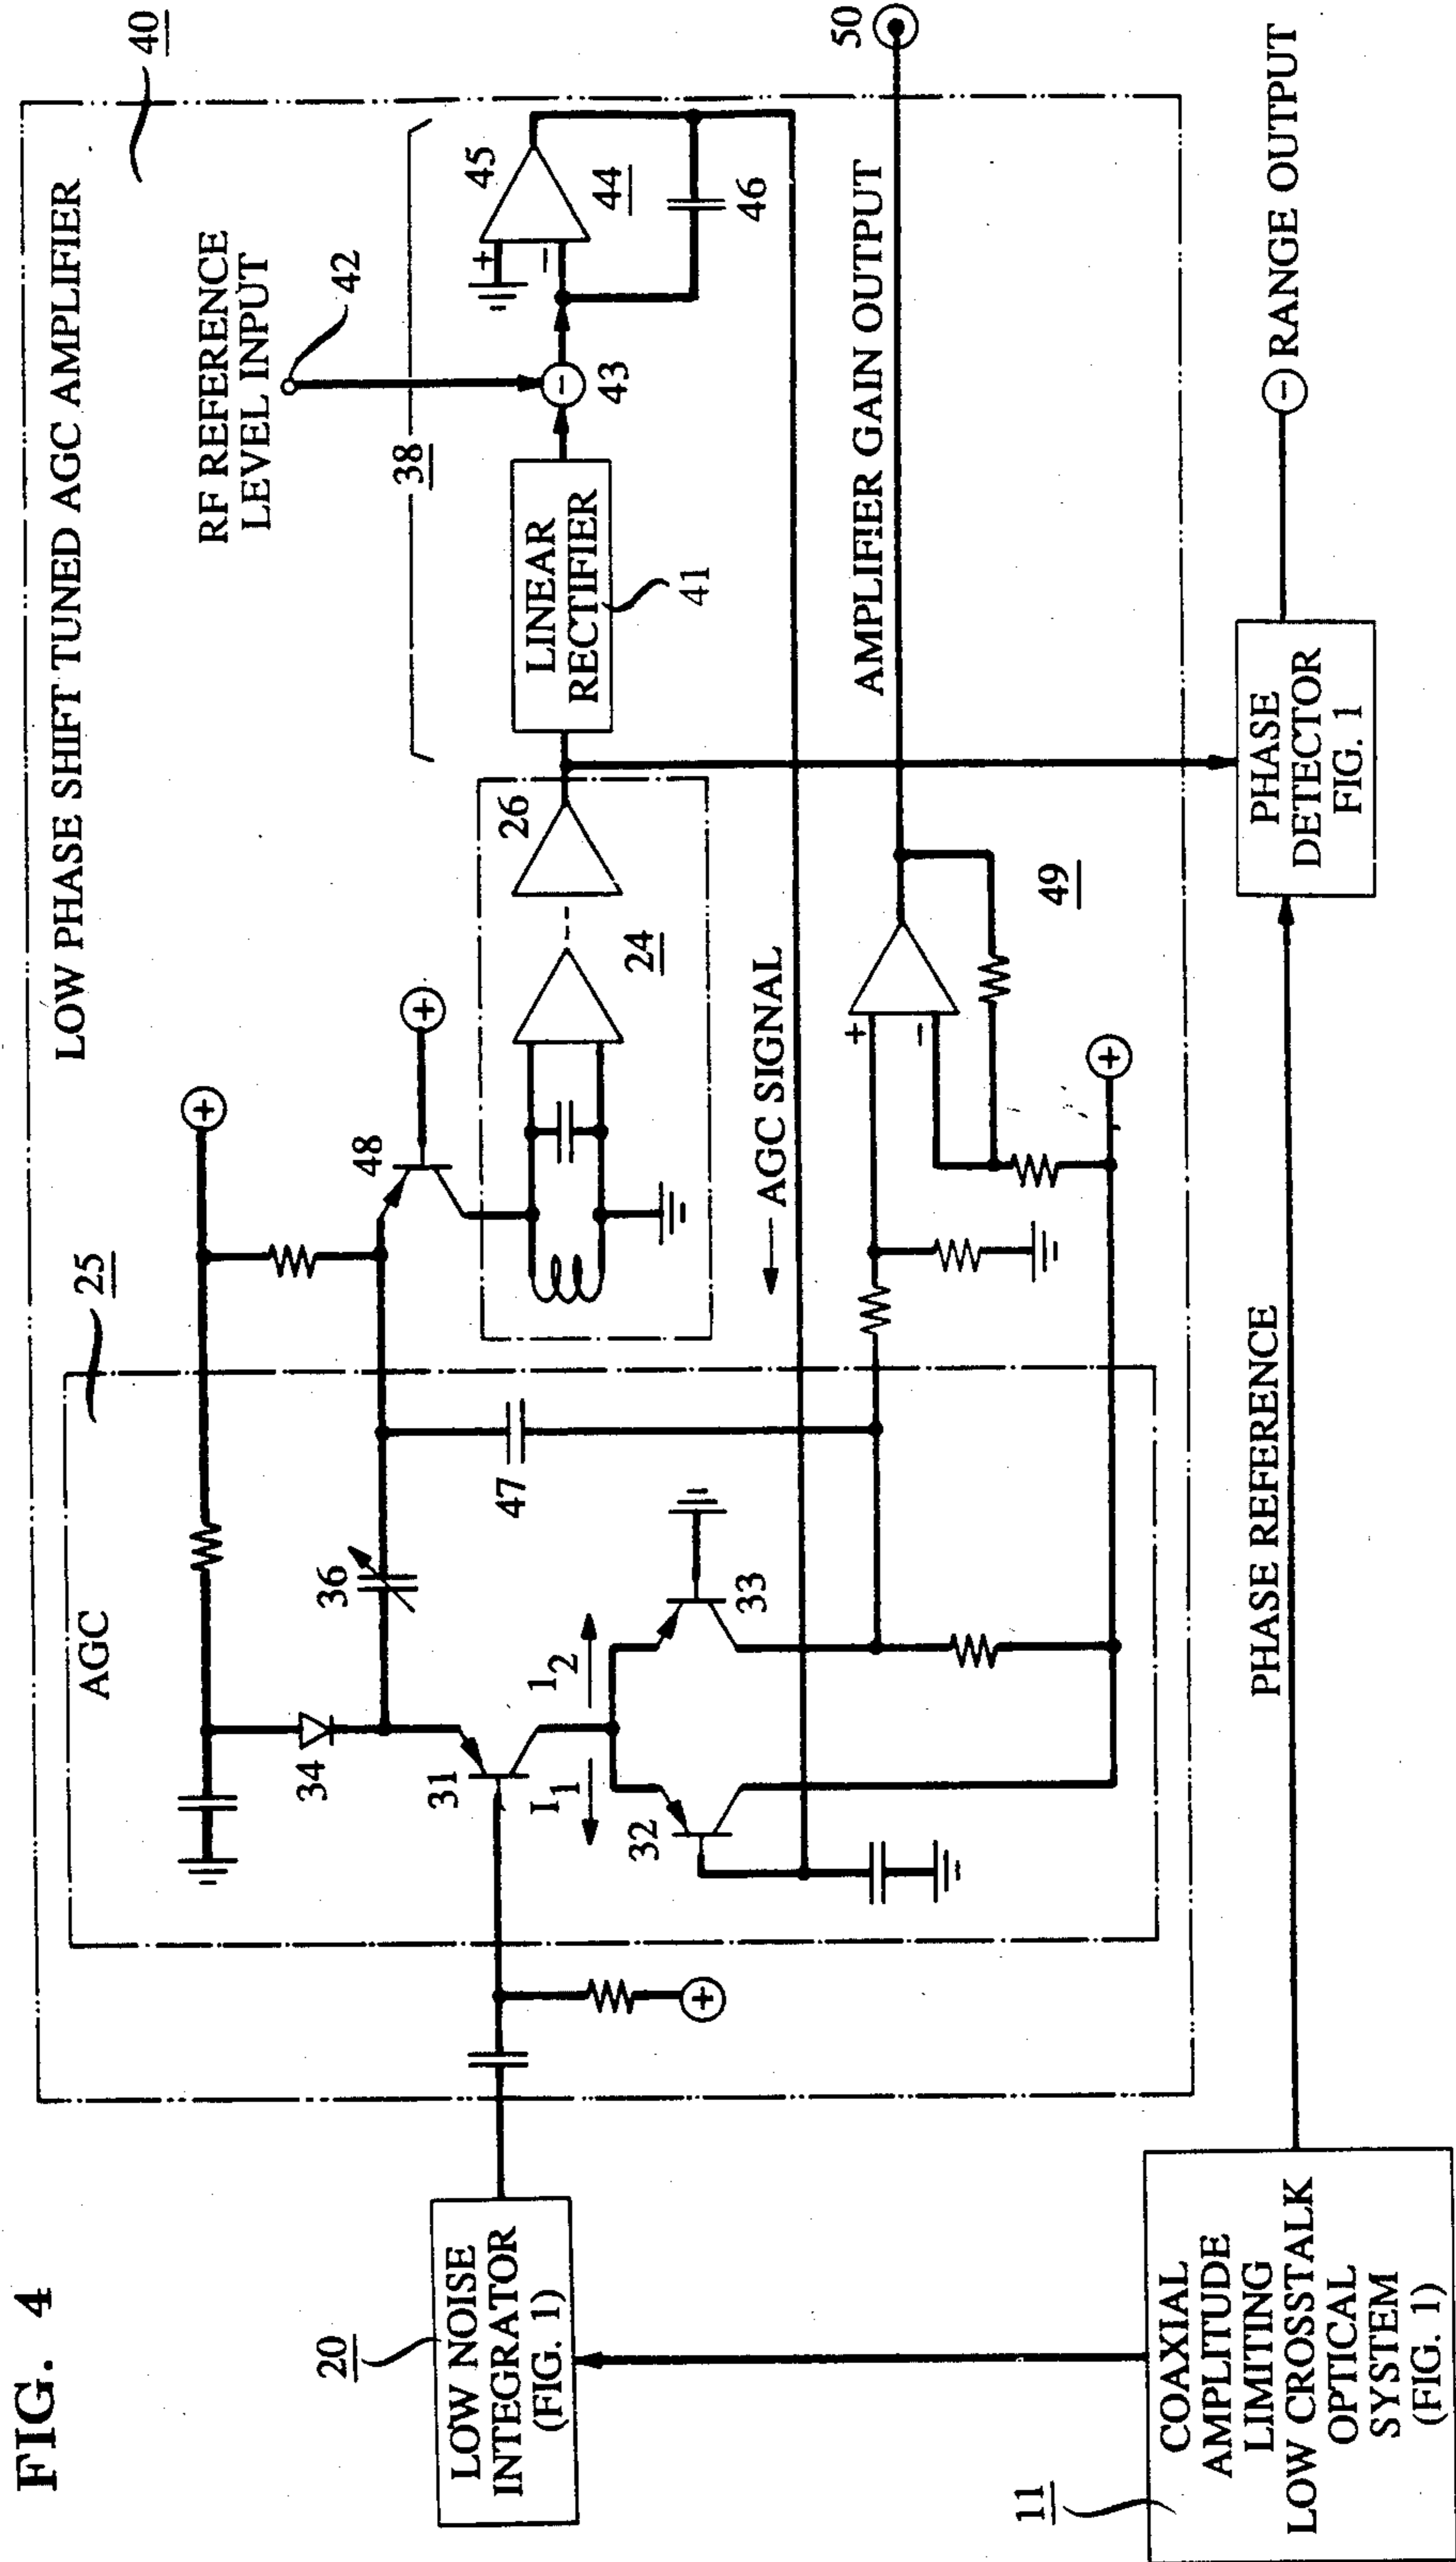 FIG. 4
LOW PHASE SHIFT TUNED AGC AMPLIFIER
40
RF REFERENCE
LEVEL INPUT
42
38
25
AGC
34
36
48
26
24
LINEAR
RECTIFIER
41
43
+
−
45
44
46
20
LOW NOISE
INTEGRATOR
(FIG. 1)
31
I1
12
32
33
47
← AGC SIGNAL
+
−
49
AMPLIFIER GAIN OUTPUT
50
11
COAXIAL
AMPLITUDE
LIMITING
LOW CROSSTALK
OPTICAL
SYSTEM
(FIG. 1)
PHASE REFERENCE
PHASE
DETECTOR
FIG. 1
RANGE OUTPUT